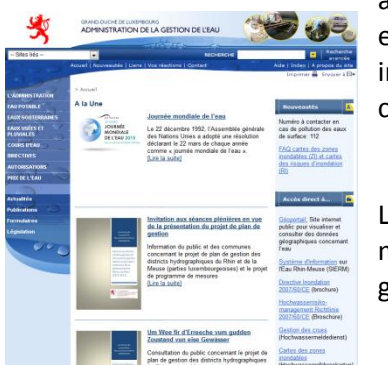 GRAND-DUCHÉ DE LUXEMBOURG
ADMINISTRATION DE LA GESTION DE L'EAU
-- Sites liés --
RECHERCHE
Recherche avancée
Accueil | Nouveautés | Liens | Vos réactions | Contact
Aide | Index | A propos du site
Imprimer
Envoyer à
> Accueil
L'ADMINISTRATION
EAU POTABLE
EAUX SOUTERRAINES
EAUX USÉES ET PLUVIALES
COURS D'EAU
DIRECTIVES
AUTORISATIONS
PRIX DE L'EAU
Actualités
Publications
Formulaires
Législation
A la Une
JOURNÉE
MONDIALE
DE L'EAU
Journée mondiale de l'eau
Le 22 décembre 1992, l'Assemblée générale
des Nations Unies a adopté une résolution
déclarant le 22 mars de chaque année
comme « journée mondiale de l'eau ».
[Lire la suite]
Invitation aux séances plénières en vue
de la présentation du projet de plan de
gestion
Information du public et des communes
concernant le projet de plan de gestion des
districts hydrographiques du Rhin et de la
Meuse (parties luxembourgeoises) et le projet
de programme de mesures
[Lire la suite]
Um Wee fir d'Erreeche vum gudden
Zoustand vun eise Gewässer
Consultation du public concernant le projet de
plan de gestion des districts hydrographiques
Nouveautés
Numéro à contacter en
cas de pollution des eaux
de surface: 112
FAQ cartes des zones
inondables (ZI) et cartes
des risques d'inondation
(RI)
Accès direct à...
Géoportail: Site internet
public pour visualiser et
consulter des données
géographiques concernant
l'eau
Système d'information sur
l'Eau Rhin-Meuse (SIERM)
Directive Inondation
2007/60/CE (brochure)
Hochwasserrisiko-
management Richtlinie
2007/60/CE (Broschüre)
Gestion des crues
(Hochwassermeldedienst)
Cartes des zones
inondables